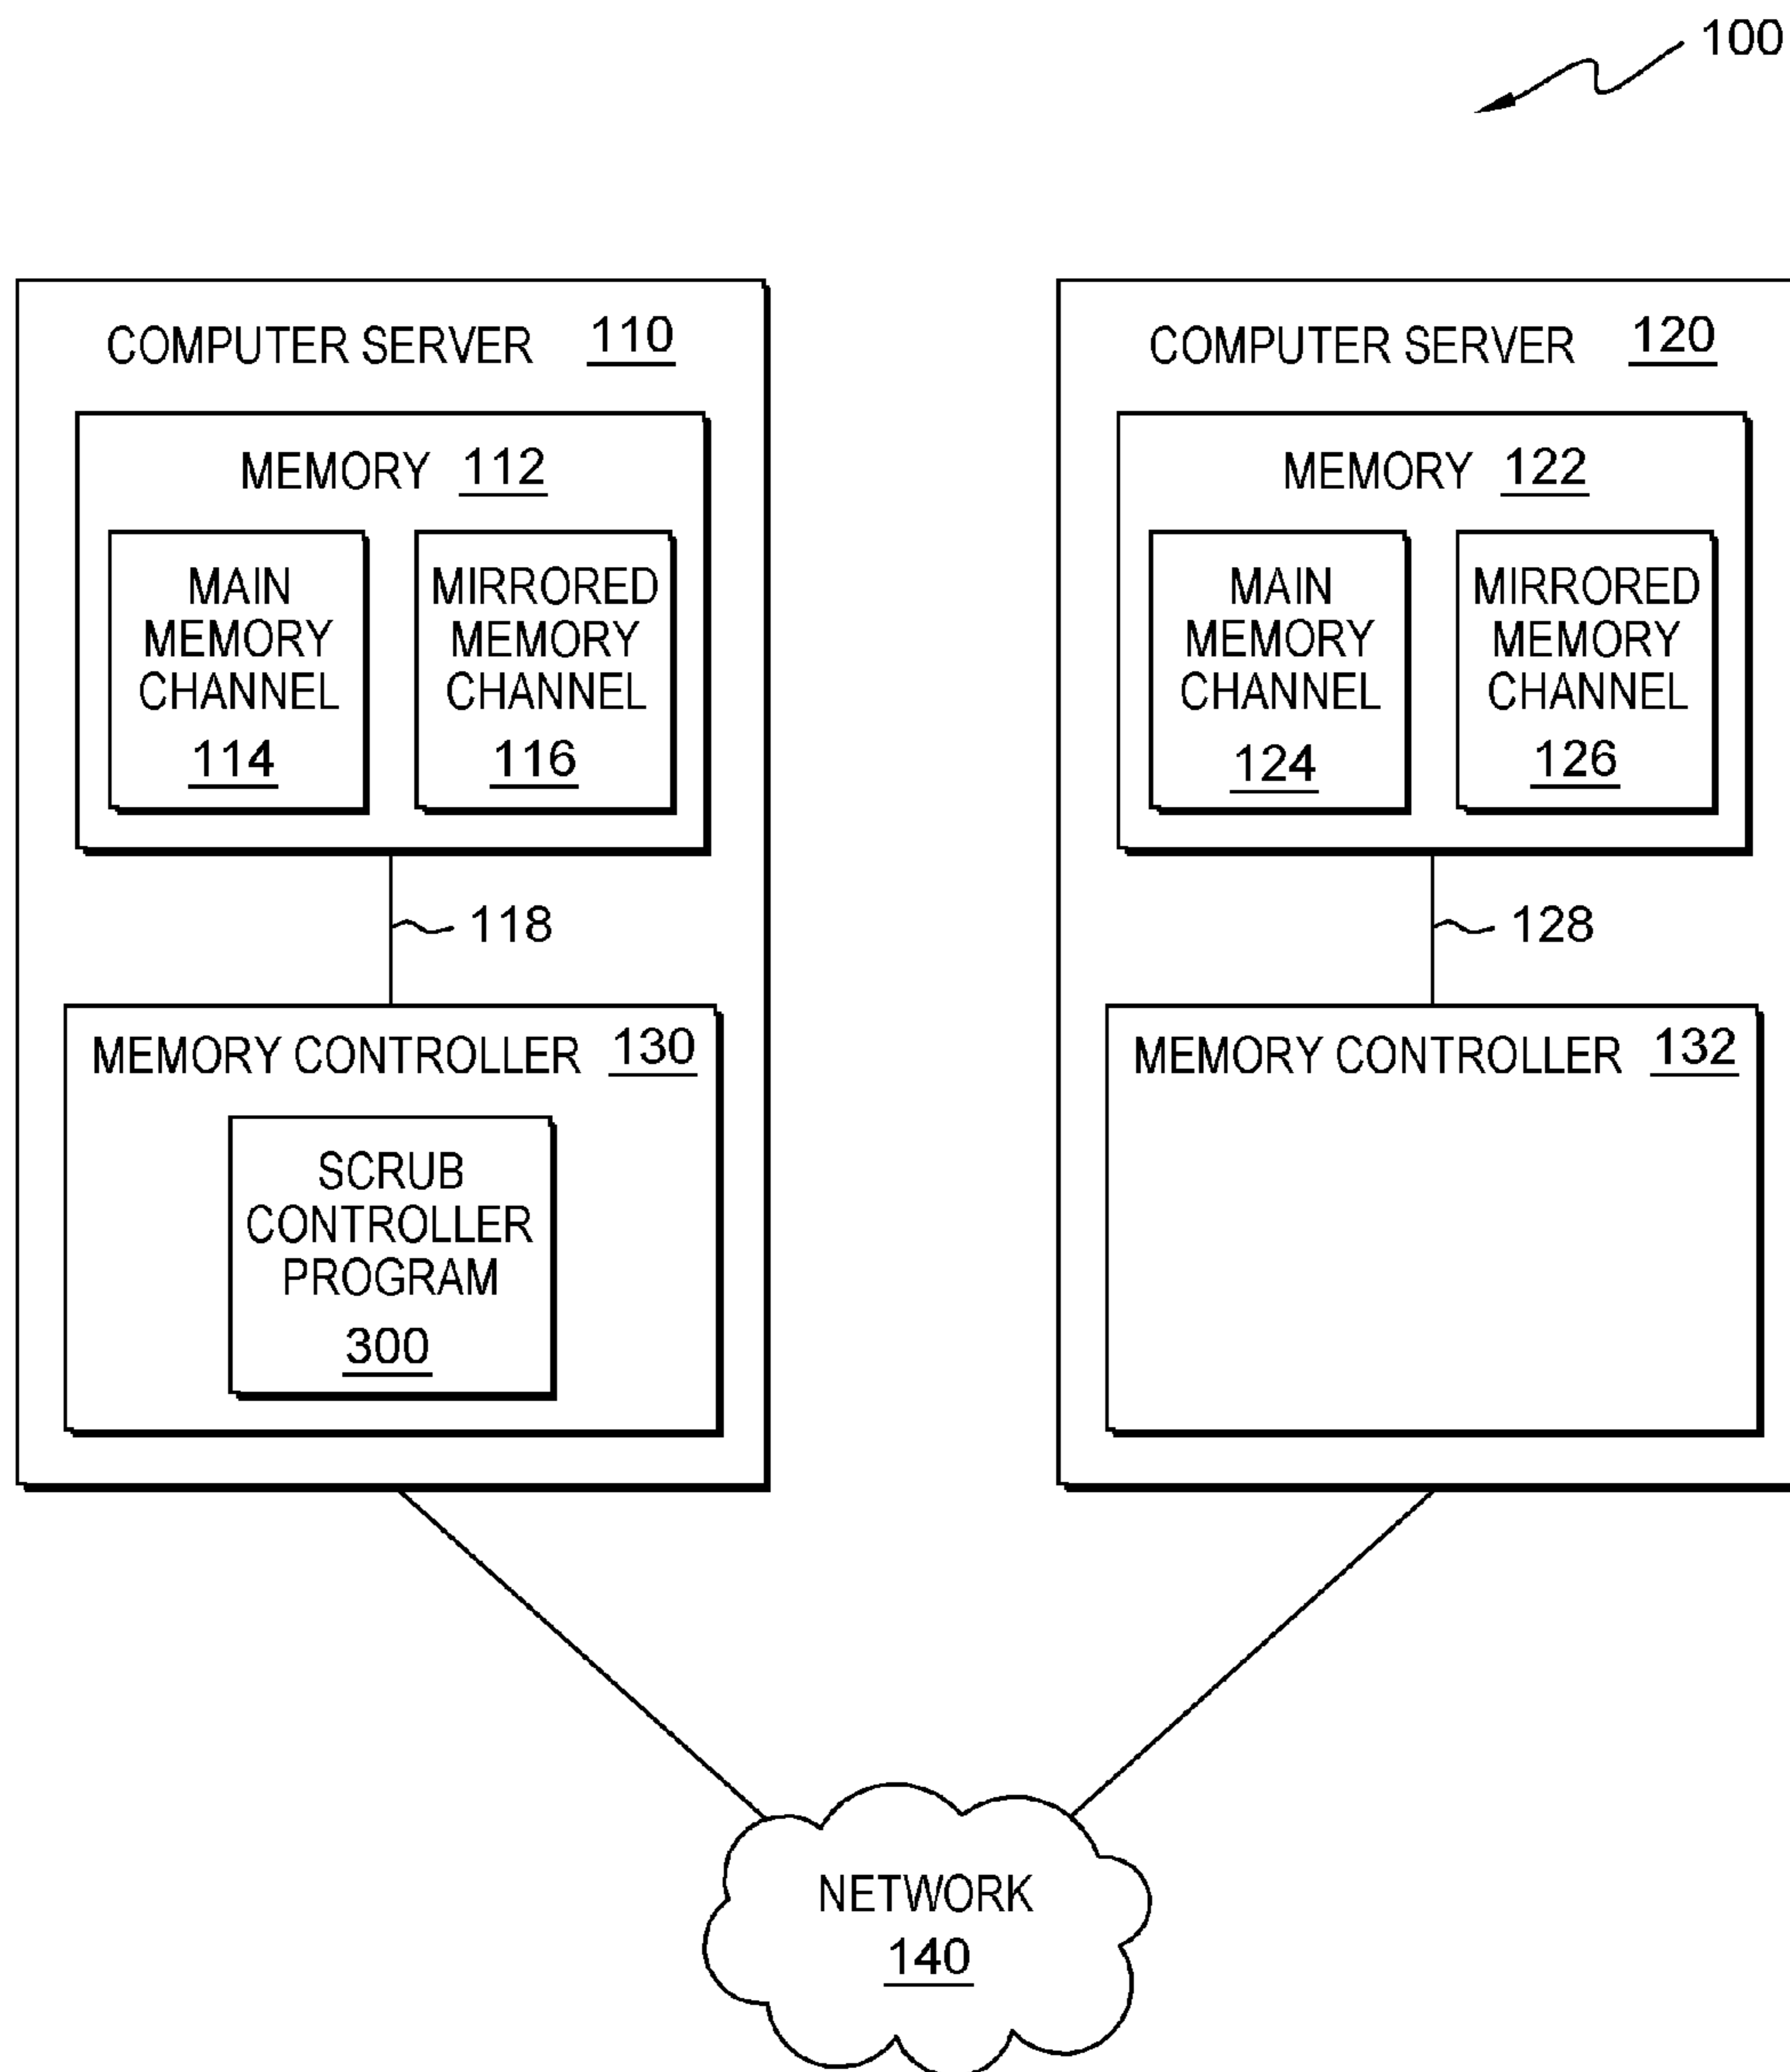 100
COMPUTER SERVER 110
MEMORY 112
MAIN
MEMORY
CHANNEL
114
MIRRORED
MEMORY
CHANNEL
116
118
MEMORY CONTROLLER 130
SCRUB
CONTROLLER
PROGRAM
300
COMPUTER SERVER 120
MEMORY 122
MAIN
MEMORY
CHANNEL
124
MIRRORED
MEMORY
CHANNEL
126
128
MEMORY CONTROLLER 132
NETWORK
140